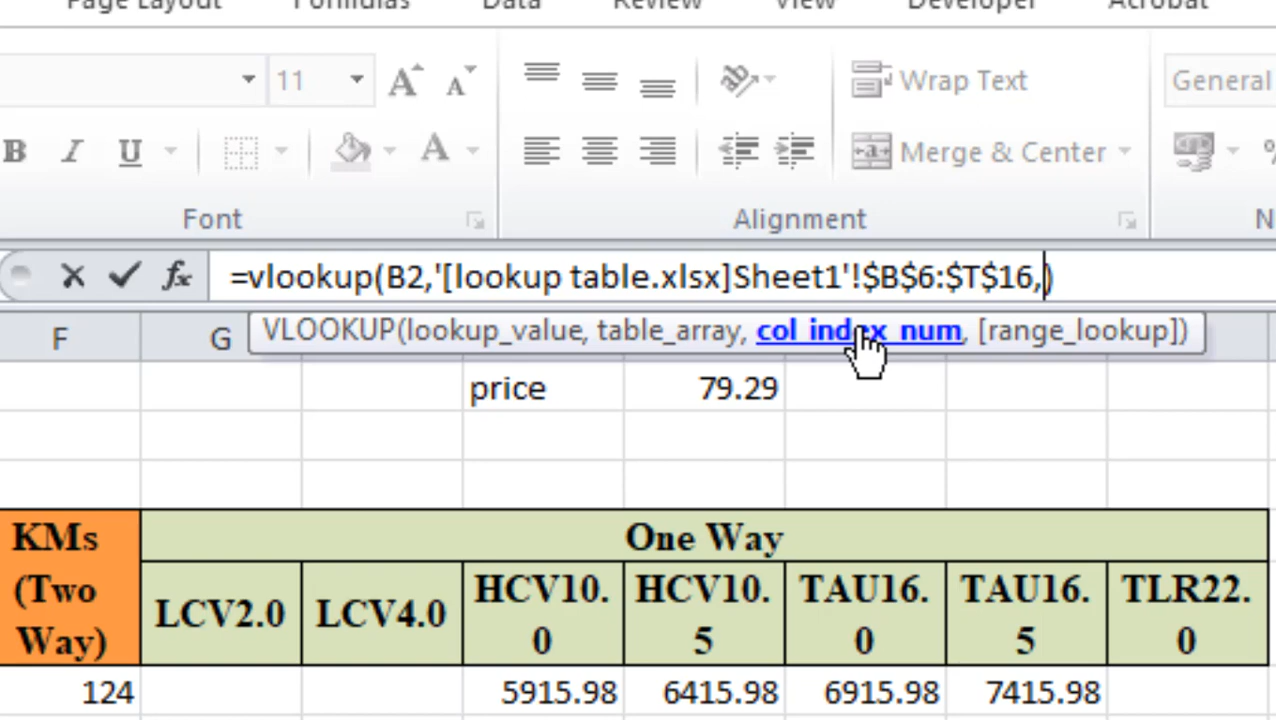 Page Layout Formulas Data Review View Developer Acrobat
11 A A Wrap Text General
B I U A Merge & Center %
Font Alignment N
fx =vlookup(B2,'[lookup table.xlsx]Sheet1'!$B$6:$T$16,)
F G VLOOKUP(lookup_value, table_array, col_index_num, [range_lookup])
price 79.29
KMs (Two Way) One Way
LCV2.0 LCV4.0 HCV10.0 HCV10.5 TAU16.0 TAU16.5 TLR22.0
124 5915.98 6415.98 6915.98 7415.98